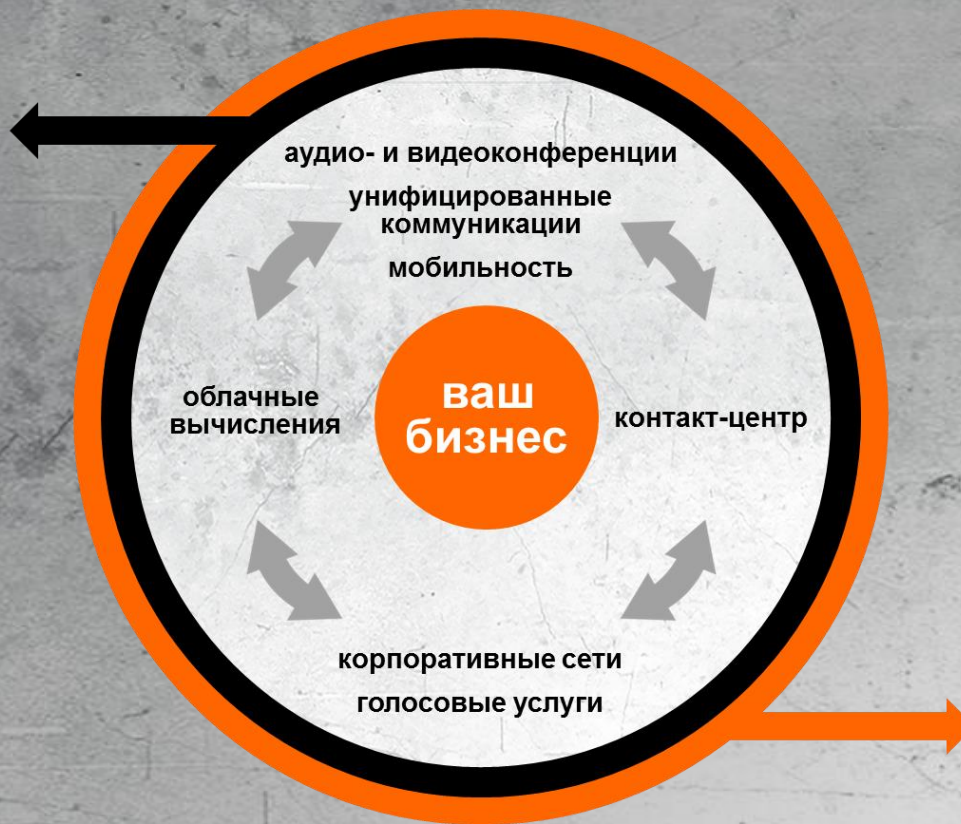 аудио- и видеоконференции
унифицированные
коммуникации
мобильность
облачные
вычисления
ваш
бизнес
контакт-центр
корпоративные сети
голосовые услуги